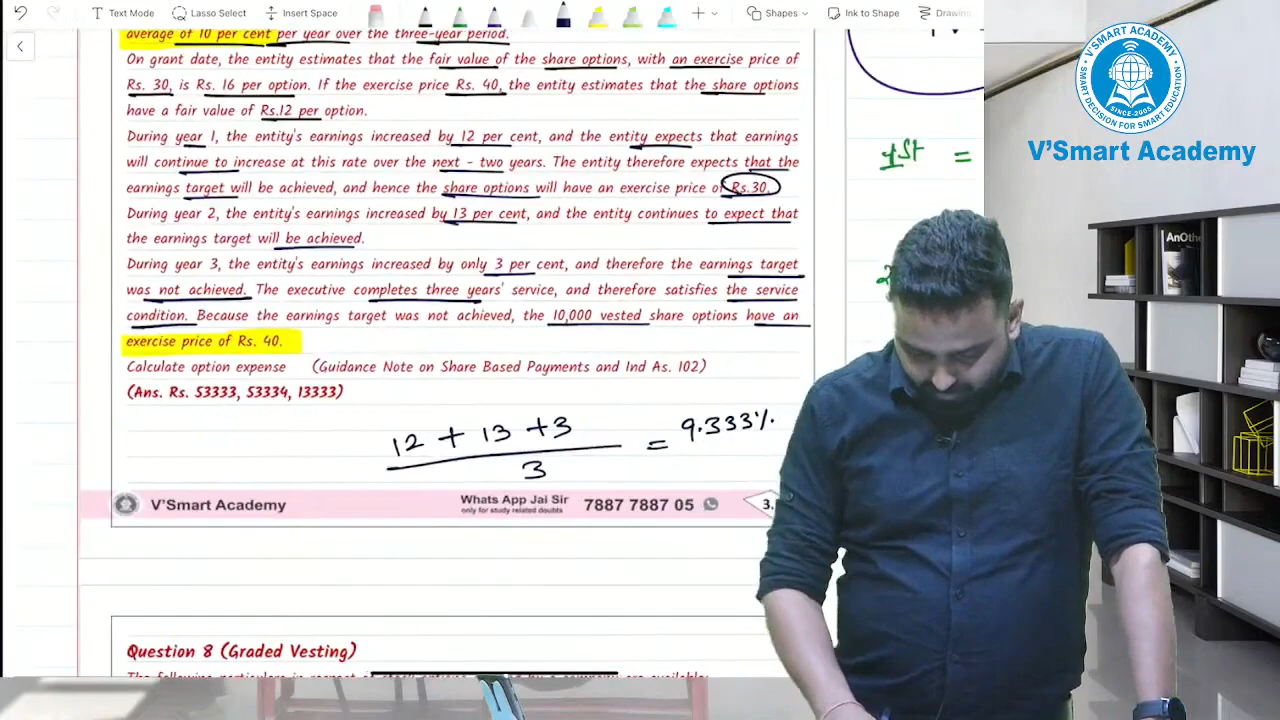 Text Mode Lasso Select Insert Space Shapes Ink to Shape Drawing
average of 10 per cent per year over the three-year period.
On grant date, the entity estimates that the fair value of the share options, with an exercise price of
Rs. 30, is Rs. 16 per option. If the exercise price Rs. 40, the entity estimates that the share options
have a fair value of Rs.12 per option.
During year 1, the entity's earnings increased by 12 per cent, and the entity expects that earnings
will continue to increase at this rate over the next - two years. The entity therefore expects that the
earnings target will be achieved, and hence the share options will have an exercise price of Rs.30.
During year 2, the entity's earnings increased by 13 per cent, and the entity continues to expect that
the earnings target will be achieved.
During year 3, the entity's earnings increased by only 3 per cent, and therefore the earnings target
was not achieved. The executive completes three years' service, and therefore satisfies the service
condition. Because the earnings target was not achieved, the 10,000 vested share options have an
exercise price of Rs. 40.
Calculate option expense (Guidance Note on Share Based Payments and Ind As. 102)
(Ans. Rs. 53333, 53334, 13333)
12 + 13 + 3
3
= 9.333%
V'Smart Academy
Whats App Jai Sir
only for study related doubts
7887 7887 05
3.
Question 8 (Graded Vesting)
1st =
V'SMART ACADEMY
SMART DECISION FOR SMART EDUCATION
SINCE-2005
V'Smart Academy
AnOthe